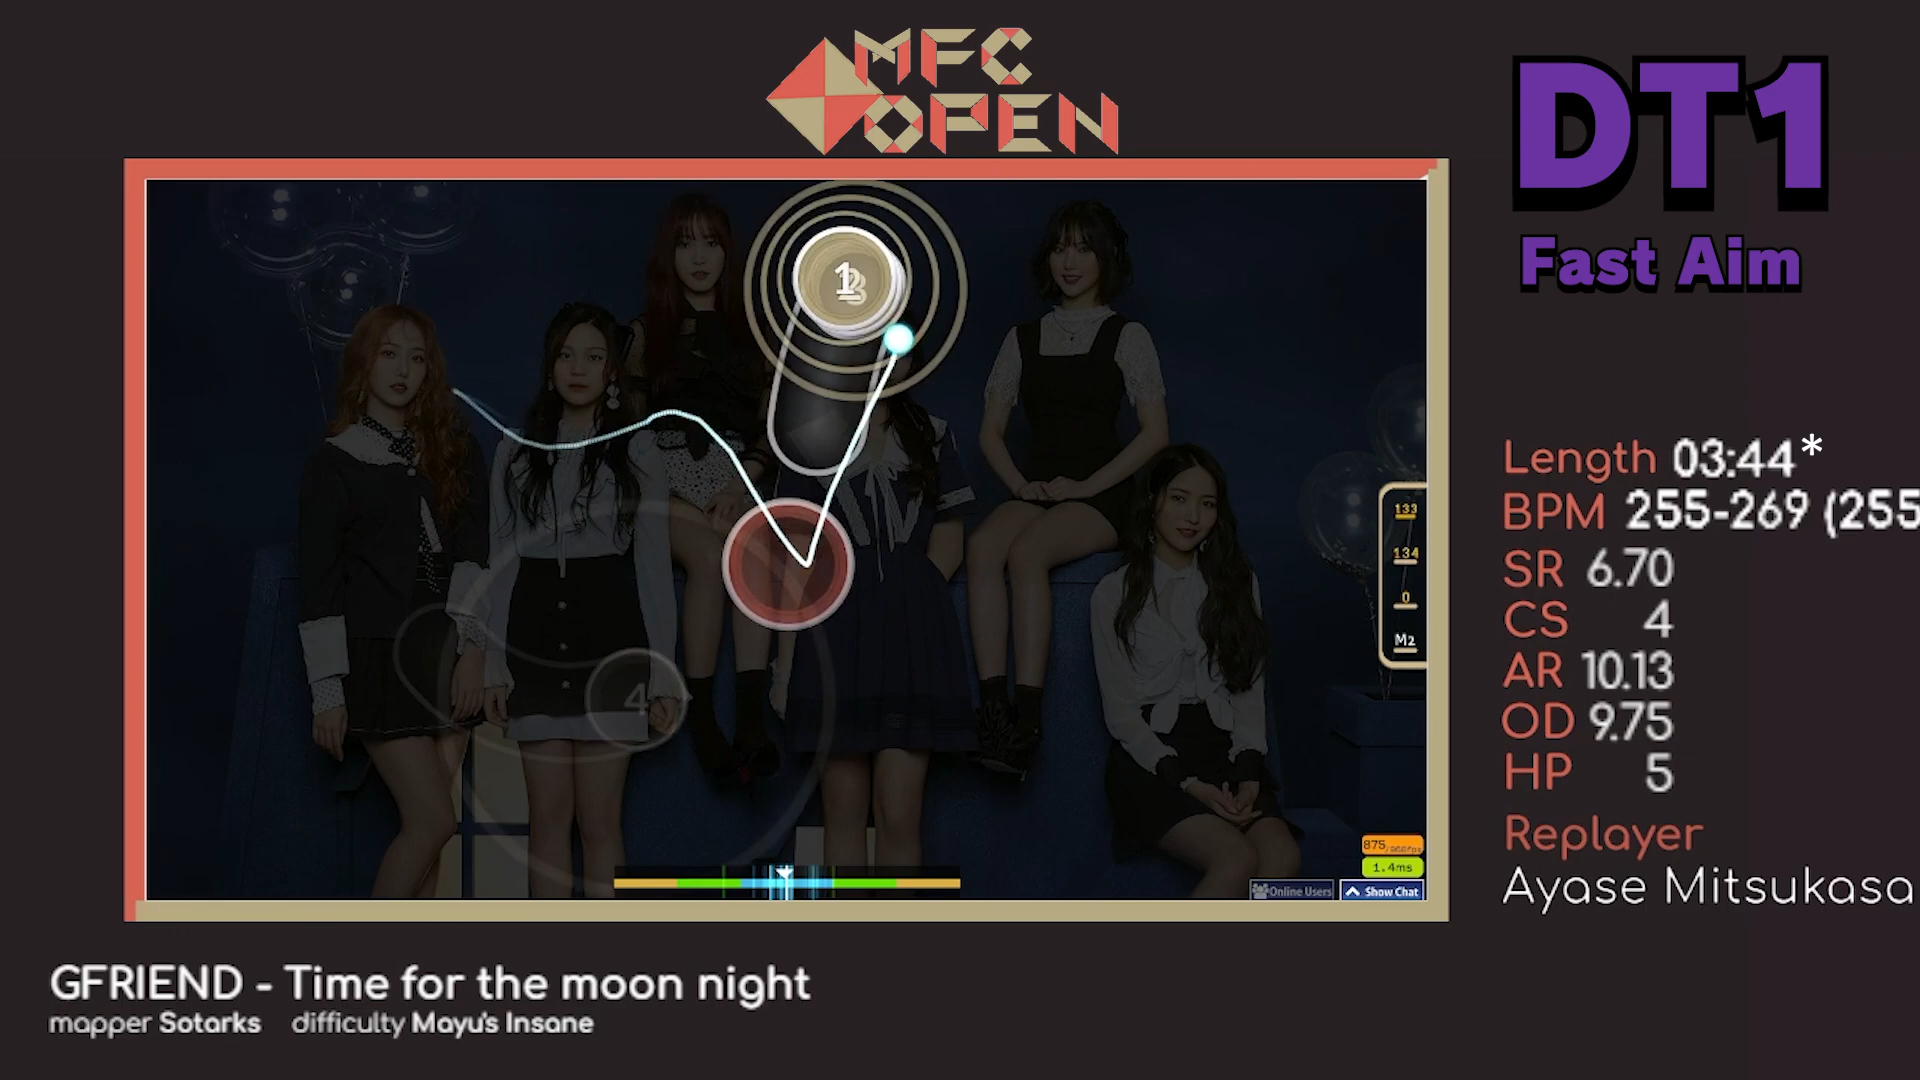 MFC
OPEN
DT1
Fast Aim
1
4
133
134
0
M2
Length 03:44*
BPM 255-269 (255
SR 6.70
CS 4
AR 10.13
OD 9.75
HP 5
Replayer
Ayase Mitsukasa
875
1.4ms
Online Users
Show Chat
GFRIEND - Time for the moon night
mapper Sotarks difficulty Mayu's Insane